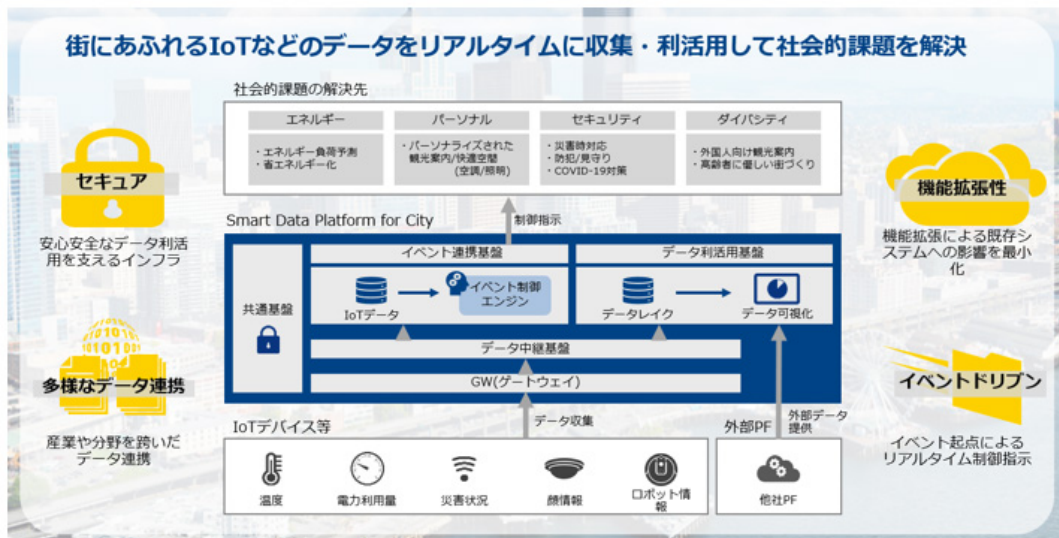 街にあふれるIoTなどのデータをリアルタイムに収集・利活用して社会的課題を解決
社会的課題の解決先
エネルギー
・エネルギー負荷予測
・省エネルギー化
パーソナル
・パーソナライズされた
観光案内/快適空間
(空調/照明)
セキュリティ
・災害時対応
・防犯/見守り
・COVID-19対策
ダイバシティ
・外国人向け観光案内
・高齢者に優しい街づくり
セキュア
安心安全なデータ利活
用を支えるインフラ
101
10101
101 01
多様なデータ連携
産業や分野を跨いだ
データ連携
Smart Data Platform for City
制御指示
共通基盤
イベント連携基盤
IoTデータ
イベント制御
エンジン
データ利活用基盤
データレイク
データ可視化
データ中継基盤
GW(ゲートウェイ)
IoTデバイス等
データ収集
外部PF
外部データ
提供
温度
電力利用量
災害状況
顔情報
ロボット情
報
他社PF
機能拡張性
機能拡張による既存シ
ステムへの影響を最小
化
イベントドリブン
イベント起点による
リアルタイム制御指示